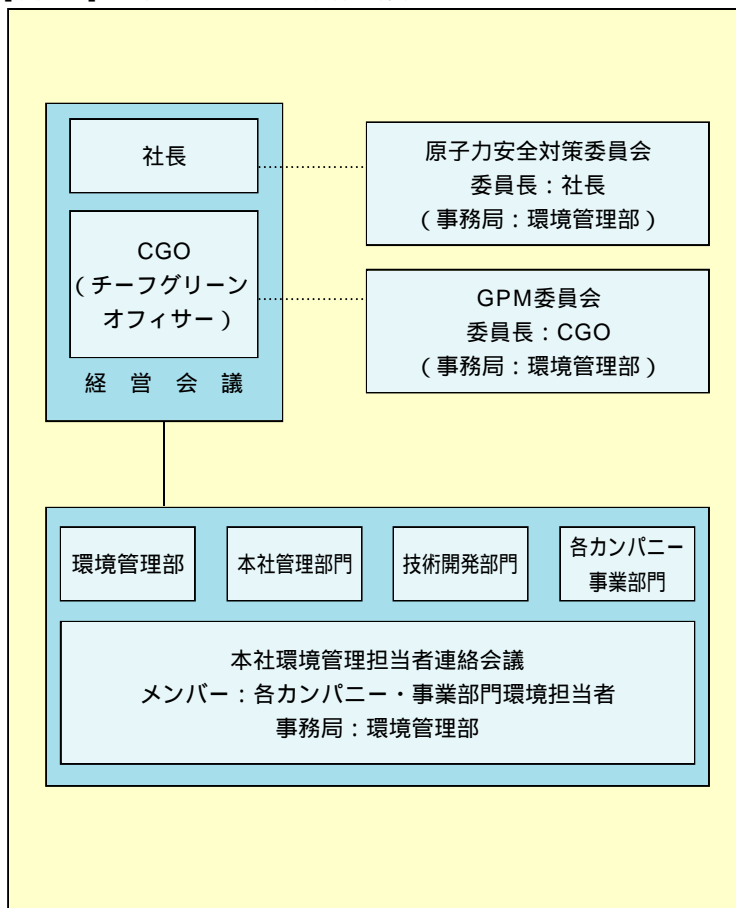 社長
CGO
（チーフグリーン
オフィサー）
経営会議
原子力安全対策委員会
委員長：社長
（事務局：環境管理部）
GPM委員会
委員長：CGO
（事務局：環境管理部）
環境管理部
本社管理部門
技術開発部門
各カンパニー
事業部門
本社環境管理担当者連絡会議
メンバー：各カンパニー・事業部門環境担当者
事務局：環境管理部